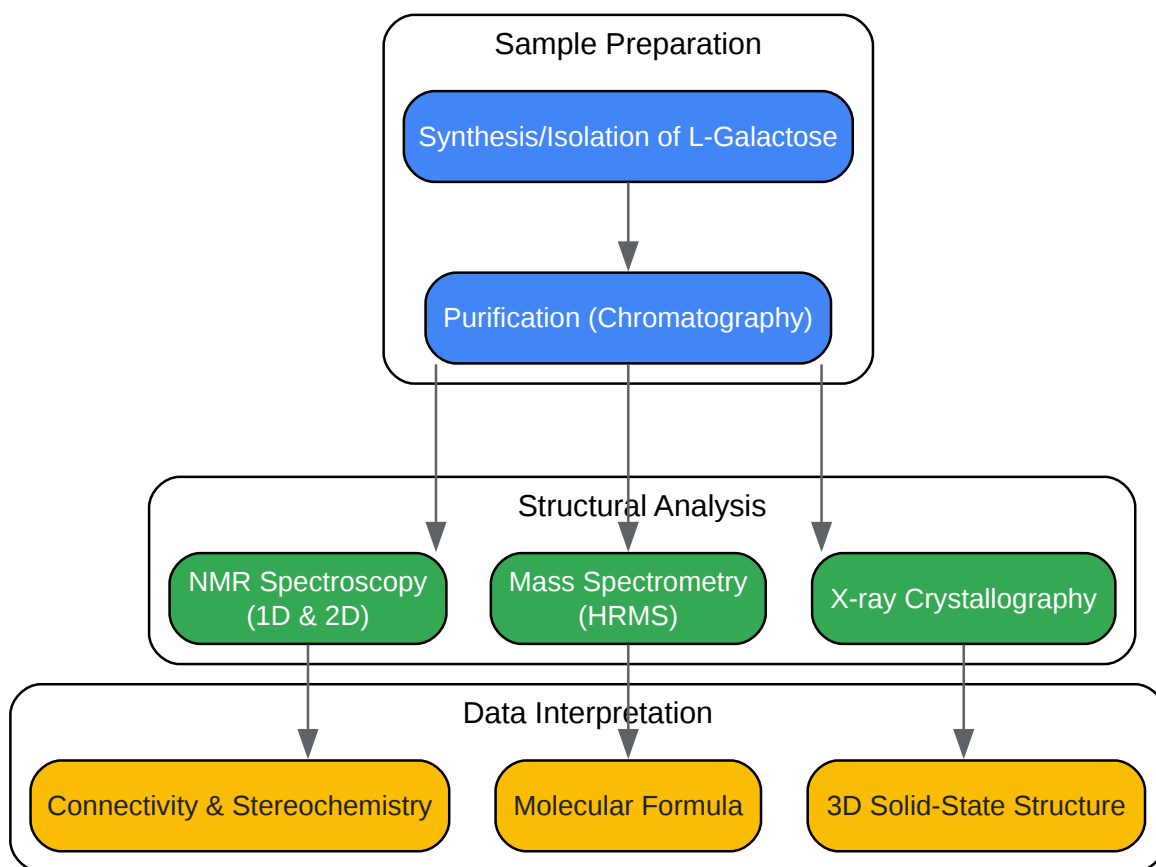 Sample Preparation
Synthesis/Isolation of L-Galactose
Purification (Chromatography)
Structural Analysis
NMR Spectroscopy
(1D & 2D)
Mass Spectrometry
(HRMS)
X-ray Crystallography
Data Interpretation
Connectivity & Stereochemistry
Molecular Formula
3D Solid-State Structure